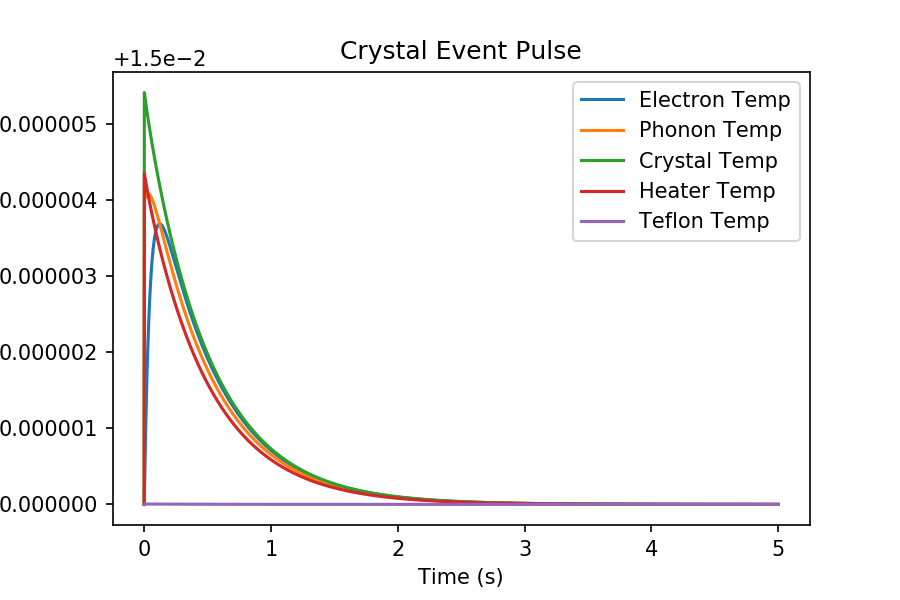 Crystal Event Pulse
+1.5e−2
Electron Temp
Phonon Temp
Crystal Temp
Heater Temp
Teflon Temp
0.000005
0.000004
0.000003
0.000002
0.000001
0.000000
0 1 2 3 4 5
Time (s)